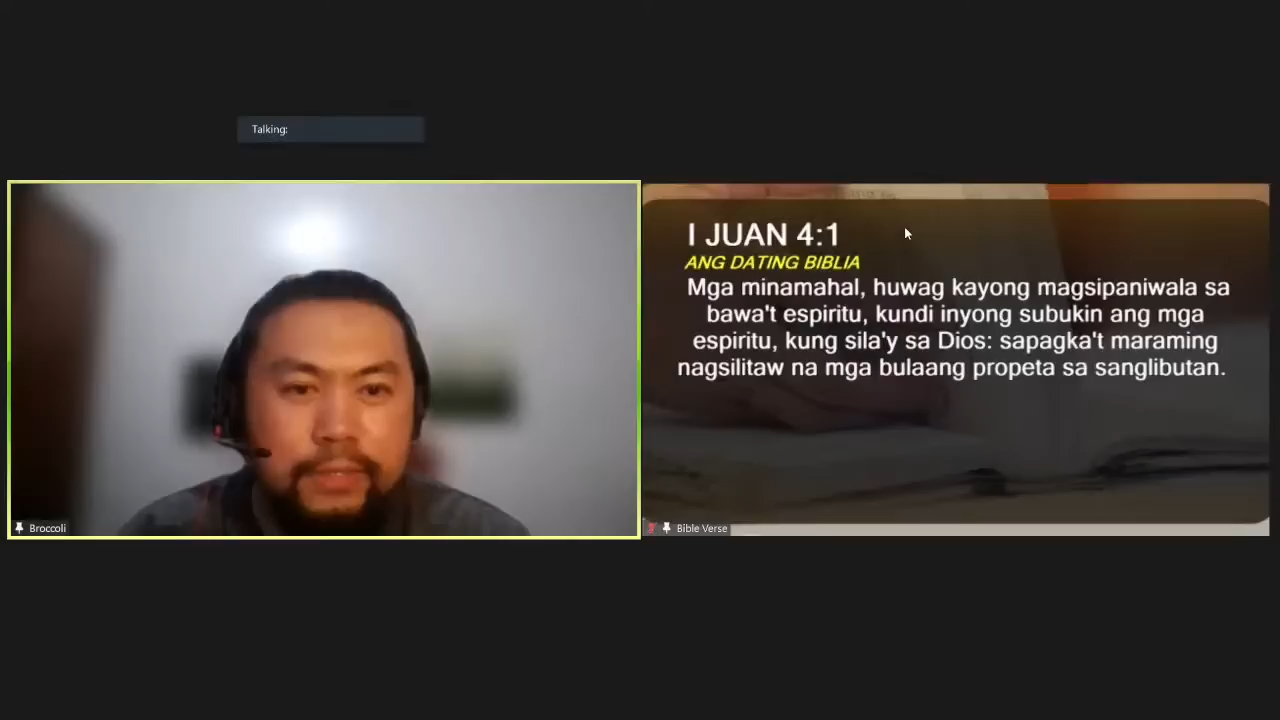 Talking:
I JUAN 4:1
ANG DATING BIBLIA
Mga minamahal, huwag kayong magsipaniwala sa
bawa't espiritu, kundi inyong subukin ang mga
espiritu, kung sila'y sa Dios: sapagka't maraming
nagsilitaw na mga bulaang propeta sa sanglibutan.
Broccoli
Bible Verse